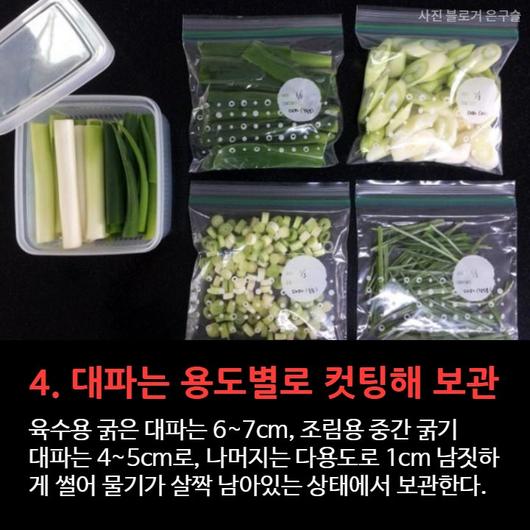 사진 블로거 은구슬
4. 대파는 용도별로 컷팅해 보관
육수용 굵은 대파는 6~7cm, 조림용 중간 굵기
대파는 4~5cm로, 나머지는 다용도로 1cm 남짓하
게 썰어 물기가 살짝 남아있는 상태에서 보관한다.